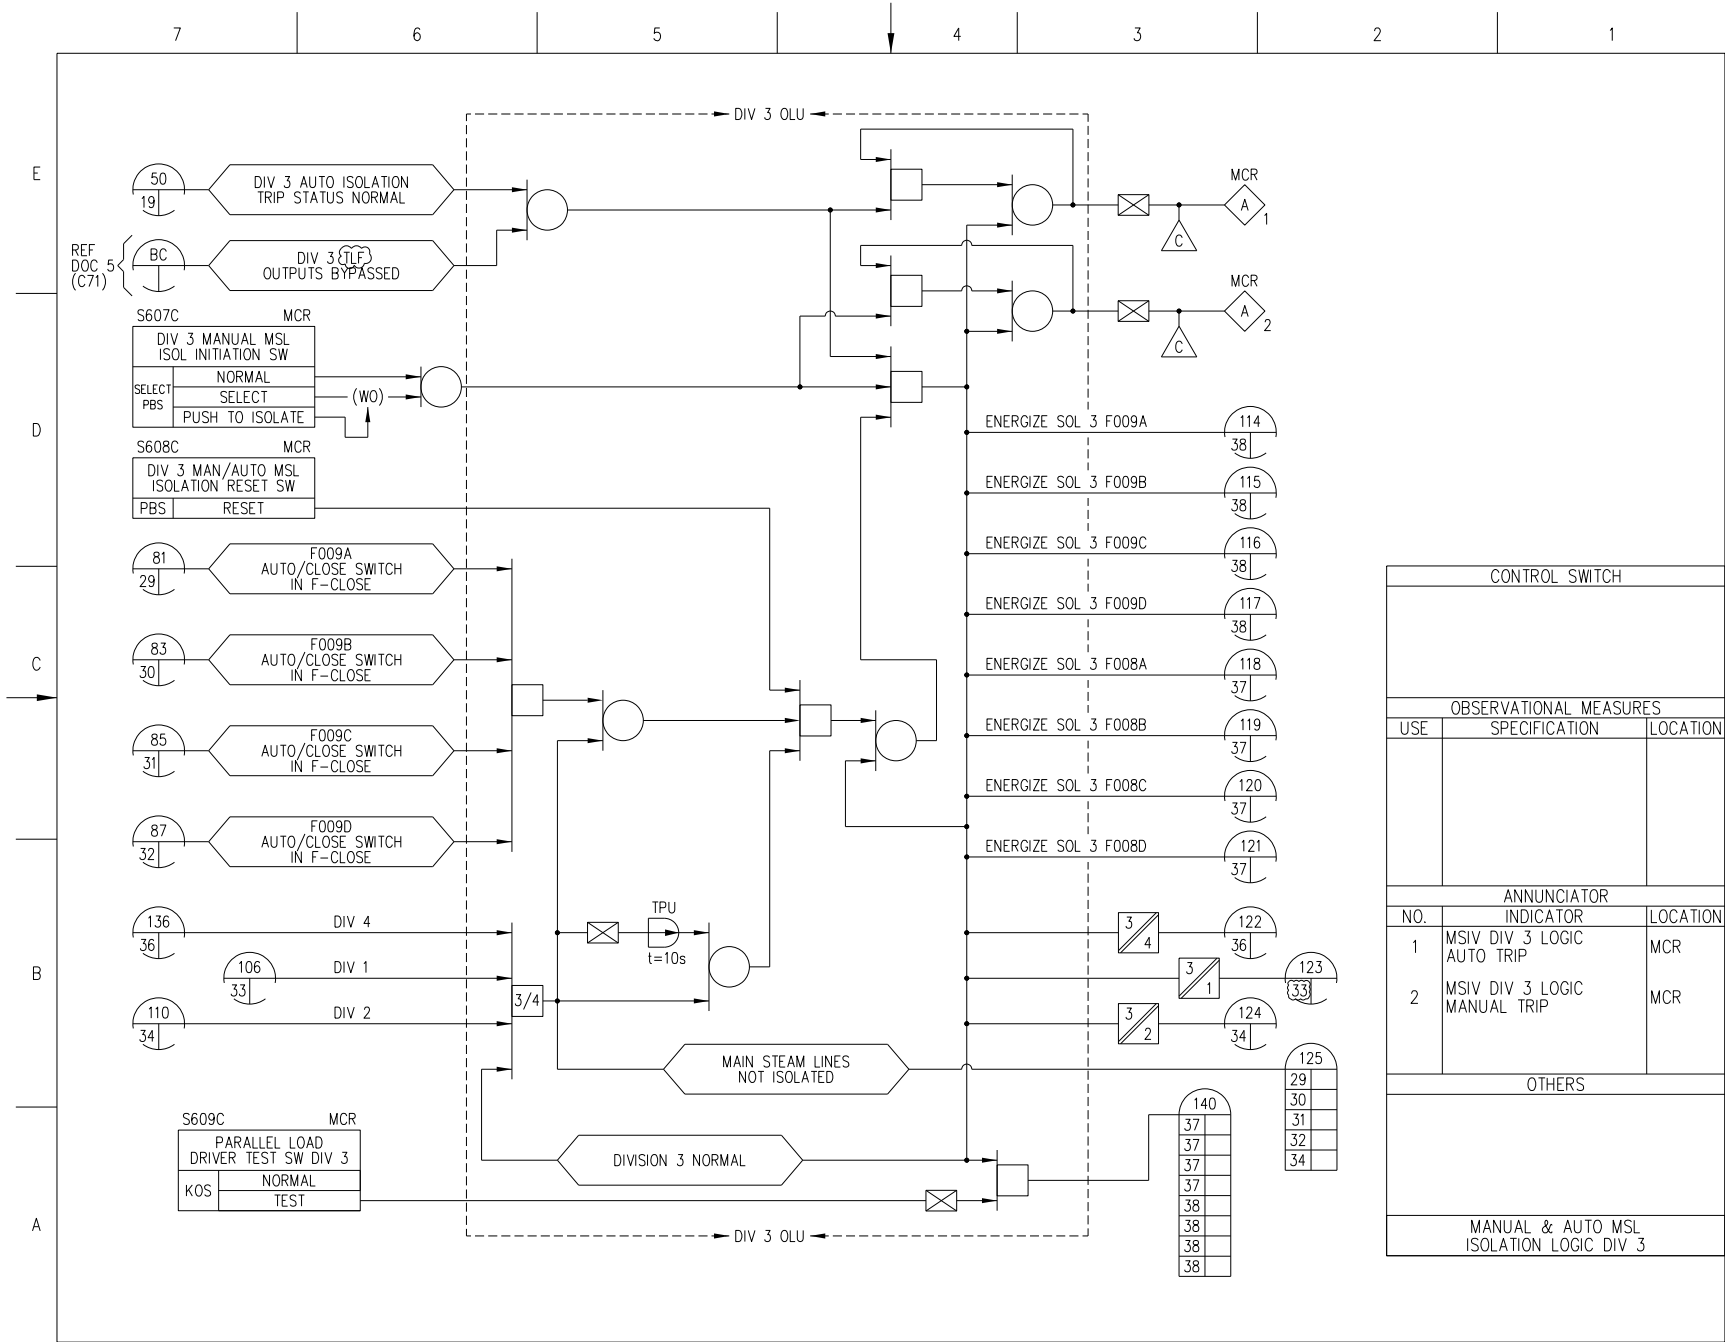 7 6 5 4 3 2 1
E
D
C
B
A
DIV 3 OLU
50
19
DIV 3 AUTO ISOLATION
TRIP STATUS NORMAL
REF
DOC 5
(C71)
BC
DIV 3 TLF
OUTPUTS BYPASSED
S607C MCR
DIV 3 MANUAL MSL
ISOL INITIATION SW
SELECT
PBS
NORMAL
SELECT
PUSH TO ISOLATE
(WO)
S608C MCR
DIV 3 MAN/AUTO MSL
ISOLATION RESET SW
PBS RESET
81
29
F009A
AUTO/CLOSE SWITCH
IN F-CLOSE
83
30
F009B
AUTO/CLOSE SWITCH
IN F-CLOSE
85
31
F009C
AUTO/CLOSE SWITCH
IN F-CLOSE
87
32
F009D
AUTO/CLOSE SWITCH
IN F-CLOSE
136
36
DIV 4
106
33
DIV 1
110
34
DIV 2
3/4
TPU
t=10s
MAIN STEAM LINES
NOT ISOLATED
DIVISION 3 NORMAL
S609C MCR
PARALLEL LOAD
DRIVER TEST SW DIV 3
KOS
NORMAL
TEST
DIV 3 OLU
MCR
A
1
C
MCR
A
2
C
ENERGIZE SOL 3 F009A
114
38
ENERGIZE SOL 3 F009B
115
38
ENERGIZE SOL 3 F009C
116
38
ENERGIZE SOL 3 F009D
117
38
ENERGIZE SOL 3 F008A
118
37
ENERGIZE SOL 3 F008B
119
37
ENERGIZE SOL 3 F008C
120
37
ENERGIZE SOL 3 F008D
121
37
3
4
122
36
3
1
123
33
3
2
124
34
125
29
30
31
32
34
140
37
37
37
37
38
38
38
38
CONTROL SWITCH
OBSERVATIONAL MEASURES
USE SPECIFICATION LOCATION
ANNUNCIATOR
NO. INDICATOR LOCATION
1 MSIV DIV 3 LOGIC
AUTO TRIP MCR
2 MSIV DIV 3 LOGIC
MANUAL TRIP MCR
OTHERS
MANUAL & AUTO MSL
ISOLATION LOGIC DIV 3